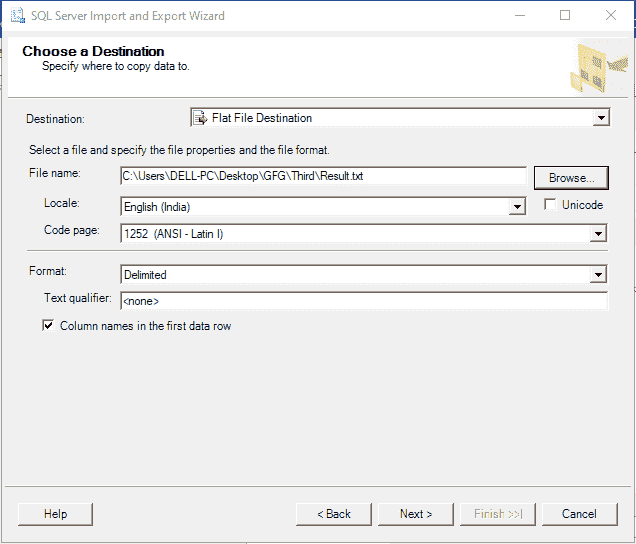 SQL Server Import and Export Wizard
Choose a Destination
Specify where to copy data to.
Destination: Flat File Destination
Select a file and specify the file properties and the file format.
File name: C:\Users\DELL-PC\Desktop\GFG\Third\Result.txt Browse...
Locale: English (India) Unicode
Code page: 1252 (ANSI - Latin I)
Format: Delimited
Text qualifier: <none>
Column names in the first data row
Help < Back Next > Finish >>| Cancel